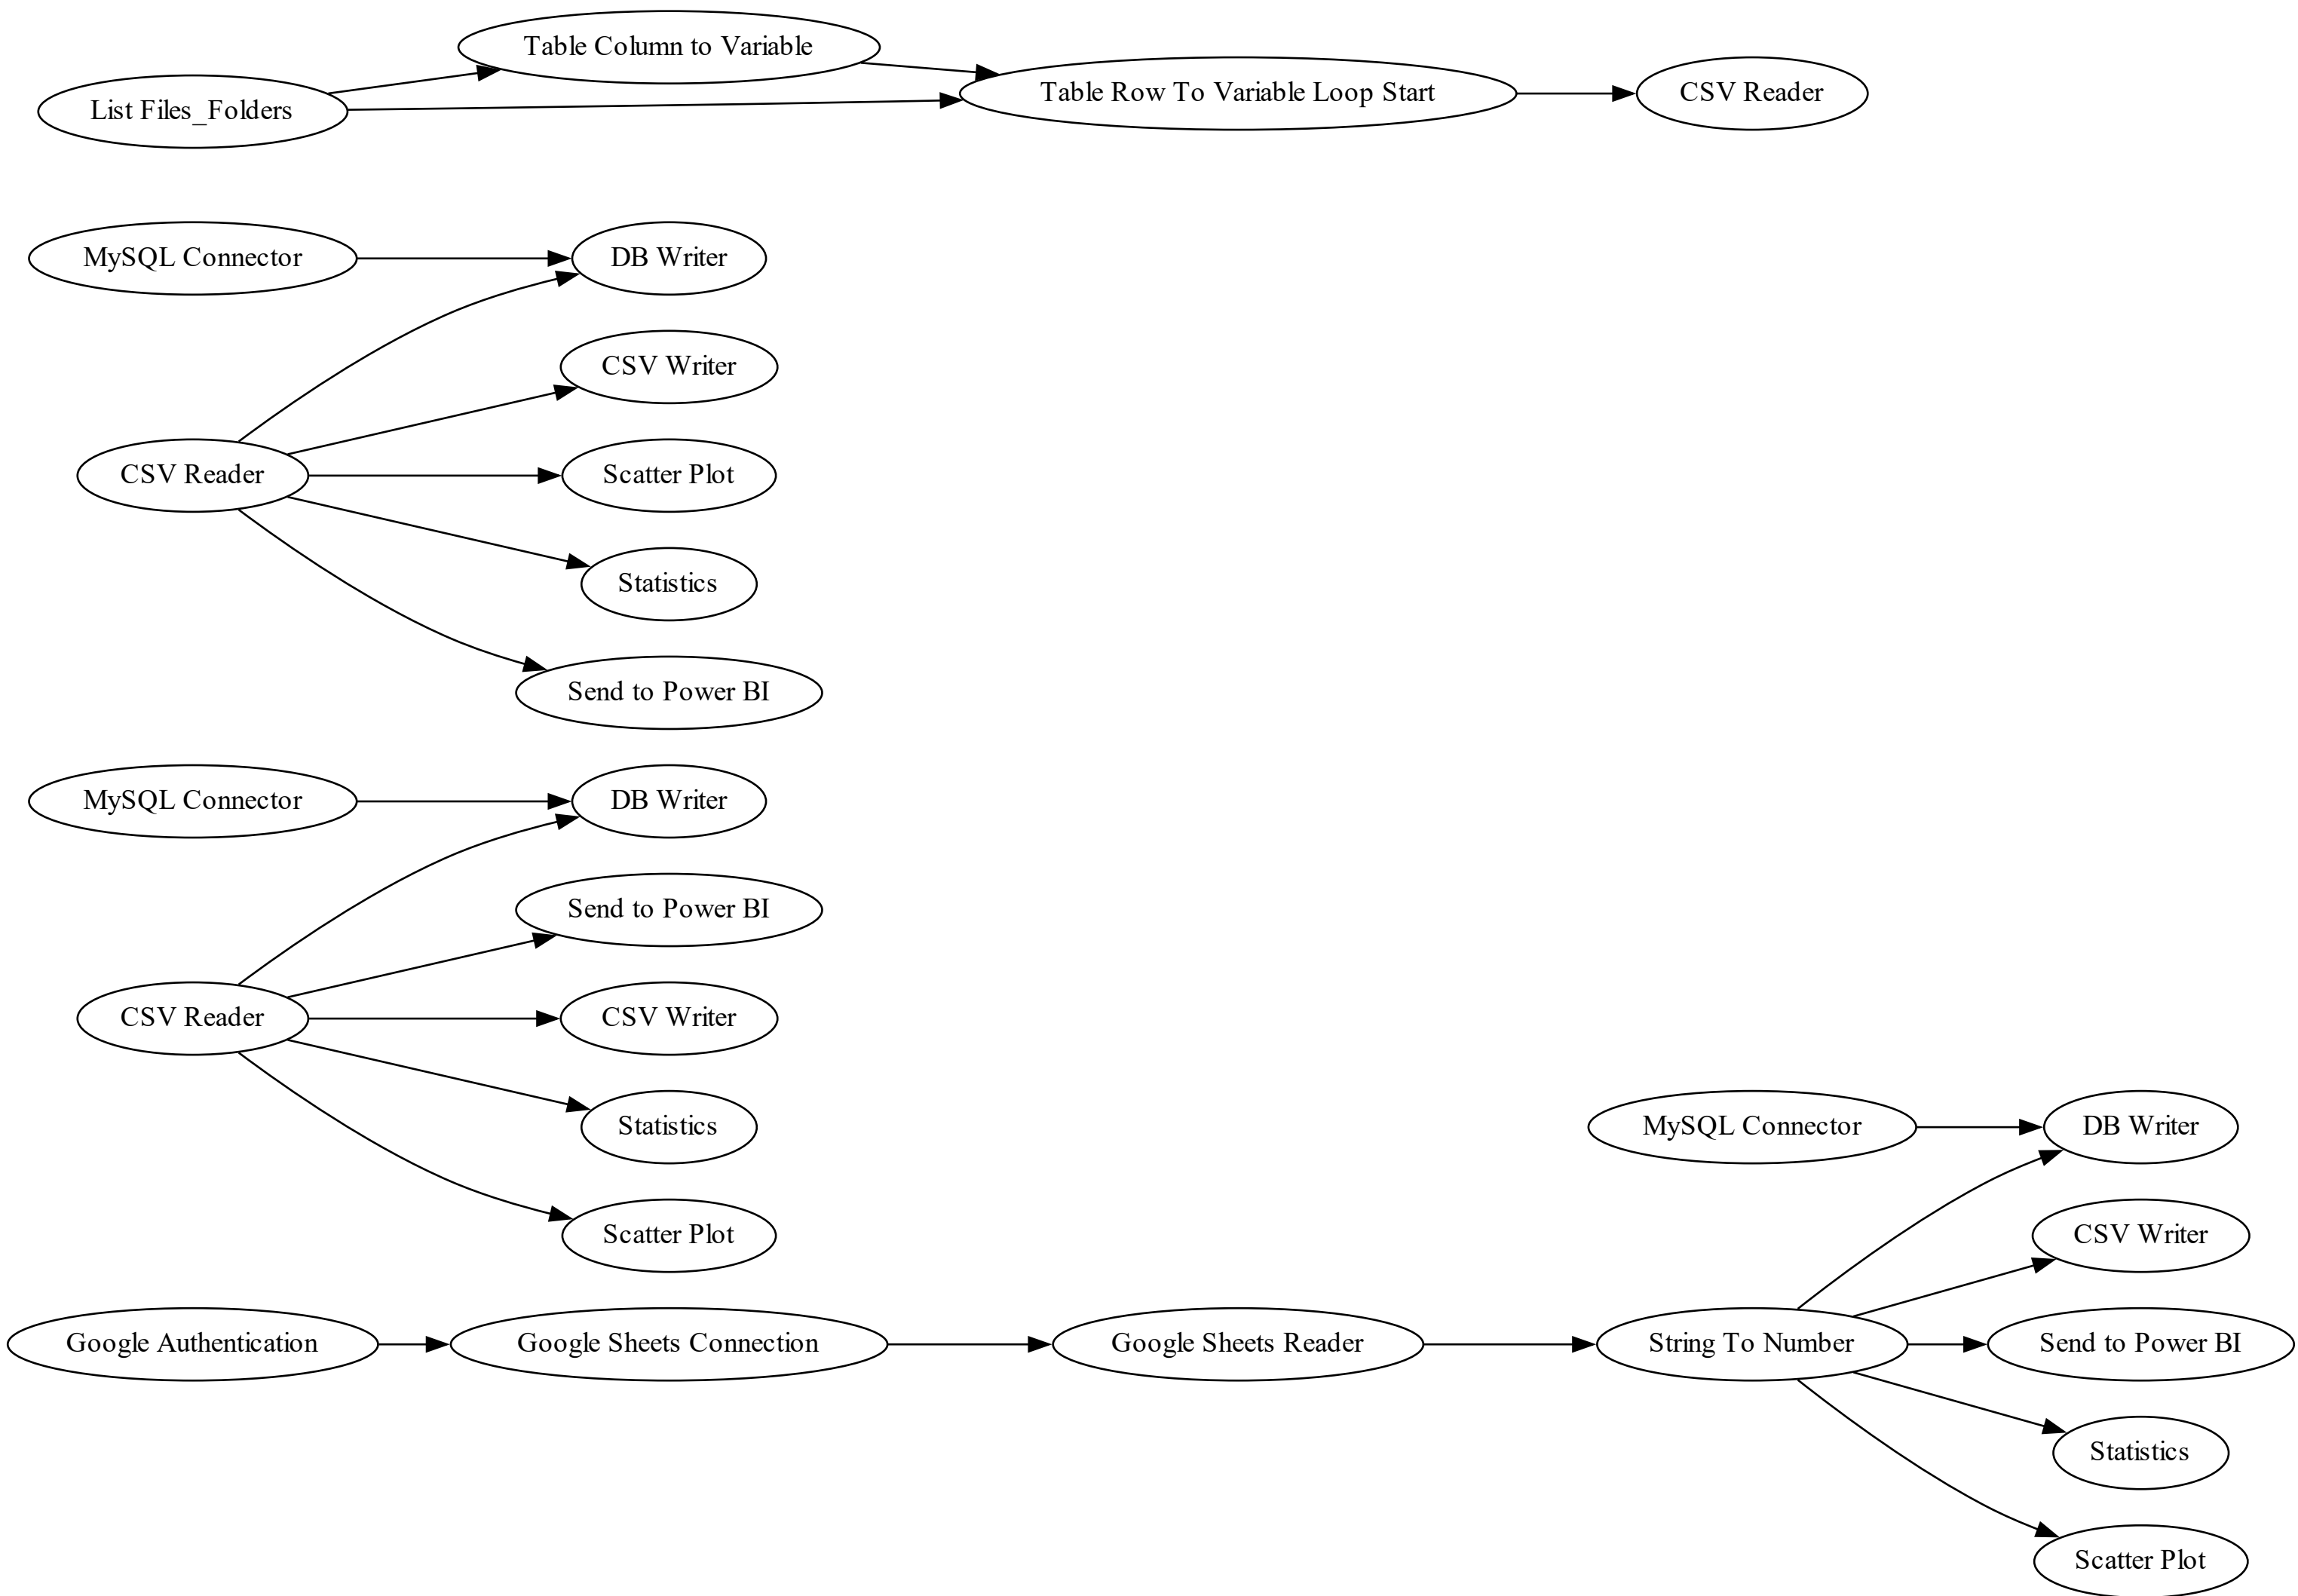 Table Column to Variable
List Files_Folders
Table Row To Variable Loop Start
CSV Reader
MySQL Connector
DB Writer
CSV Writer
CSV Reader
Scatter Plot
Statistics
Send to Power BI
MySQL Connector
DB Writer
Send to Power BI
CSV Reader
CSV Writer
Statistics
Scatter Plot
MySQL Connector
DB Writer
CSV Writer
Google Authentication
Google Sheets Connection
Google Sheets Reader
String To Number
Send to Power BI
Statistics
Scatter Plot